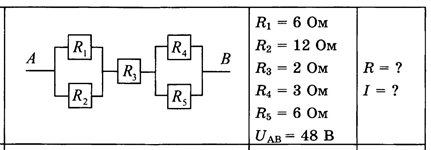 A R₁ R₂ R₃ R₄ R₅ B
R₁ = 6 Ом
R₂ = 12 Ом
R₃ = 2 Ом
R₄ = 3 Ом
R₅ = 6 Ом
U_AB = 48 В
R = ?
I = ?